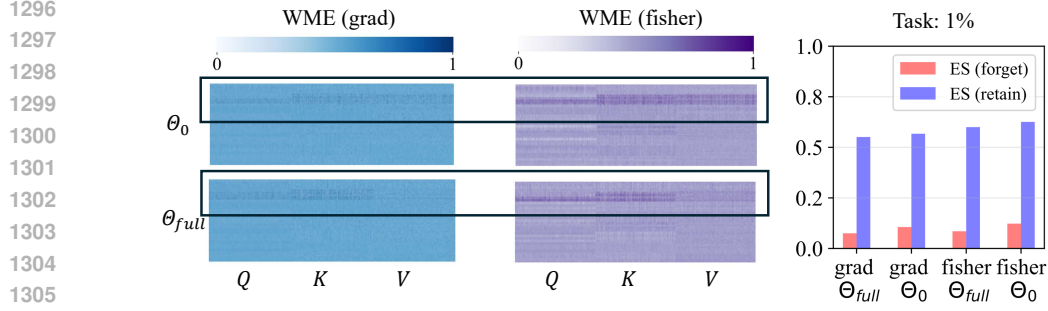 1296
1297
1298
1299
1300
1301
1302
1303
1304
1305
WME (grad)
0 1
WME (fisher)
0 1
Θ0
Θfull
Q K V
Q K V
Task: 1%
1.0
0.8
0.5
0.2
0.0
ES (forget)
ES (retain)
grad grad fisher fisher
Θfull Θ0 Θfull Θ0